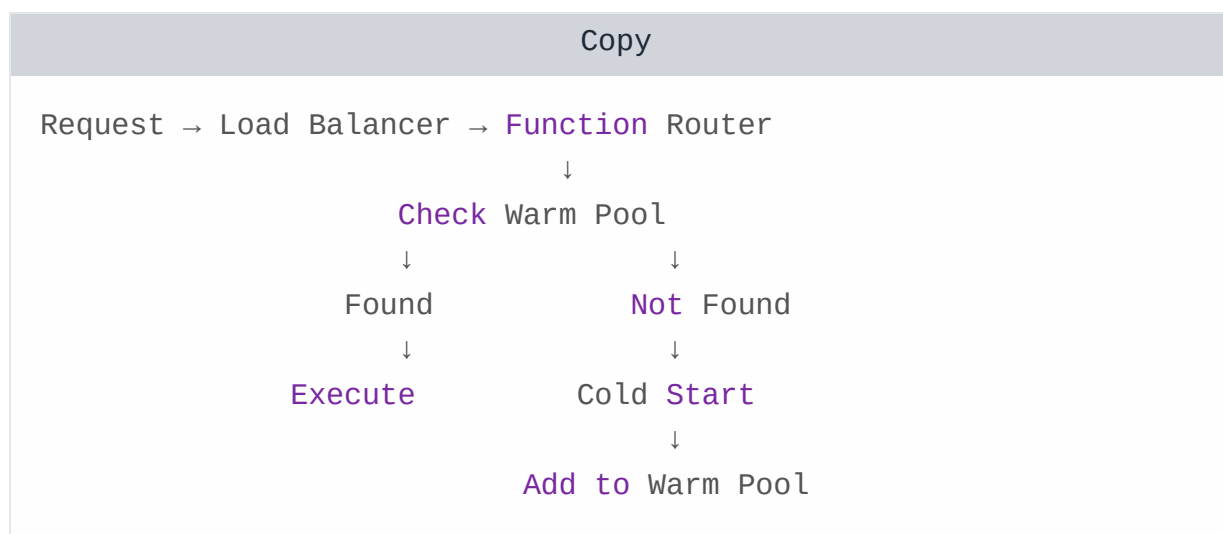 Copy
Request → Load Balancer → Function Router
↓
Check Warm Pool
↓ ↓
Found Not Found
↓ ↓
Execute Cold Start
↓
Add to Warm Pool